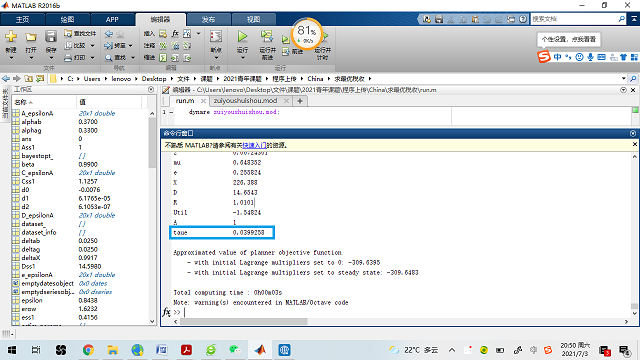 MATLAB R2016b
主页 绘图 APP 编辑器 发布 视图
81%
0K/s
搜索文档
个性设置，点我看看
新建 打开 保存 查找文件 比较 打印 转至 查找 插入 注释 缩进 断点 运行 运行并前进 前进 运行并计时
文件 导航 编辑 断点 运行
C: Users lenovo Desktop 文件 课题 2021青年课题 程序上传 China 求最优税收
工作区
名称 值
A_epsilonA 20x1 double
alphab 0.3700
alphag 0.3300
ans 0
Ass1 1
bayestopt_ [ ]
beta 0.9900
C_epsilonA 20x1 double
Css1 1.1257
d0 -0.0076
d1 6.1765e-05
d2 6.1053e-07
D_epsilonA 20x1 double
dataset_ [ ]
dataset_info [ ]
deltab 0.0250
deltag 0.0250
deltaX 0.9917
Dss1 14.5980
e_epsilonA 20x1 double
emptydatesobject 0x0 dates
emptydseriesobj... 0x0 dseries
epsilon 0.8438
erow 1.6232
ess1 0.4156
编辑器 - C:\Users\lenovo\Desktop\文件\课题\2021青年课题\程序上传\China\求最优税收\run.m
run.m zuiyoushuishou.mod
1 dynare zuiyoushuishou.mod;
命令行窗口
不熟悉 MATLAB?请参阅有关快速入门的资源。
mu 0.648352
e 0.255824
X 226.388
D 14.6543
R 1.0101
Util -1.54824
A 1
taue 0.0399258
Approximated value of planner objective function
- with initial Lagrange multipliers set to 0: -309.6395
- with initial Lagrange multipliers set to steady state: -309.6483
Total computing time : 0h00m03s
Note: warning(s) encountered in MATLAB/Octave code
fx >>
22°C 多云
20:50 周六
2021/7/3